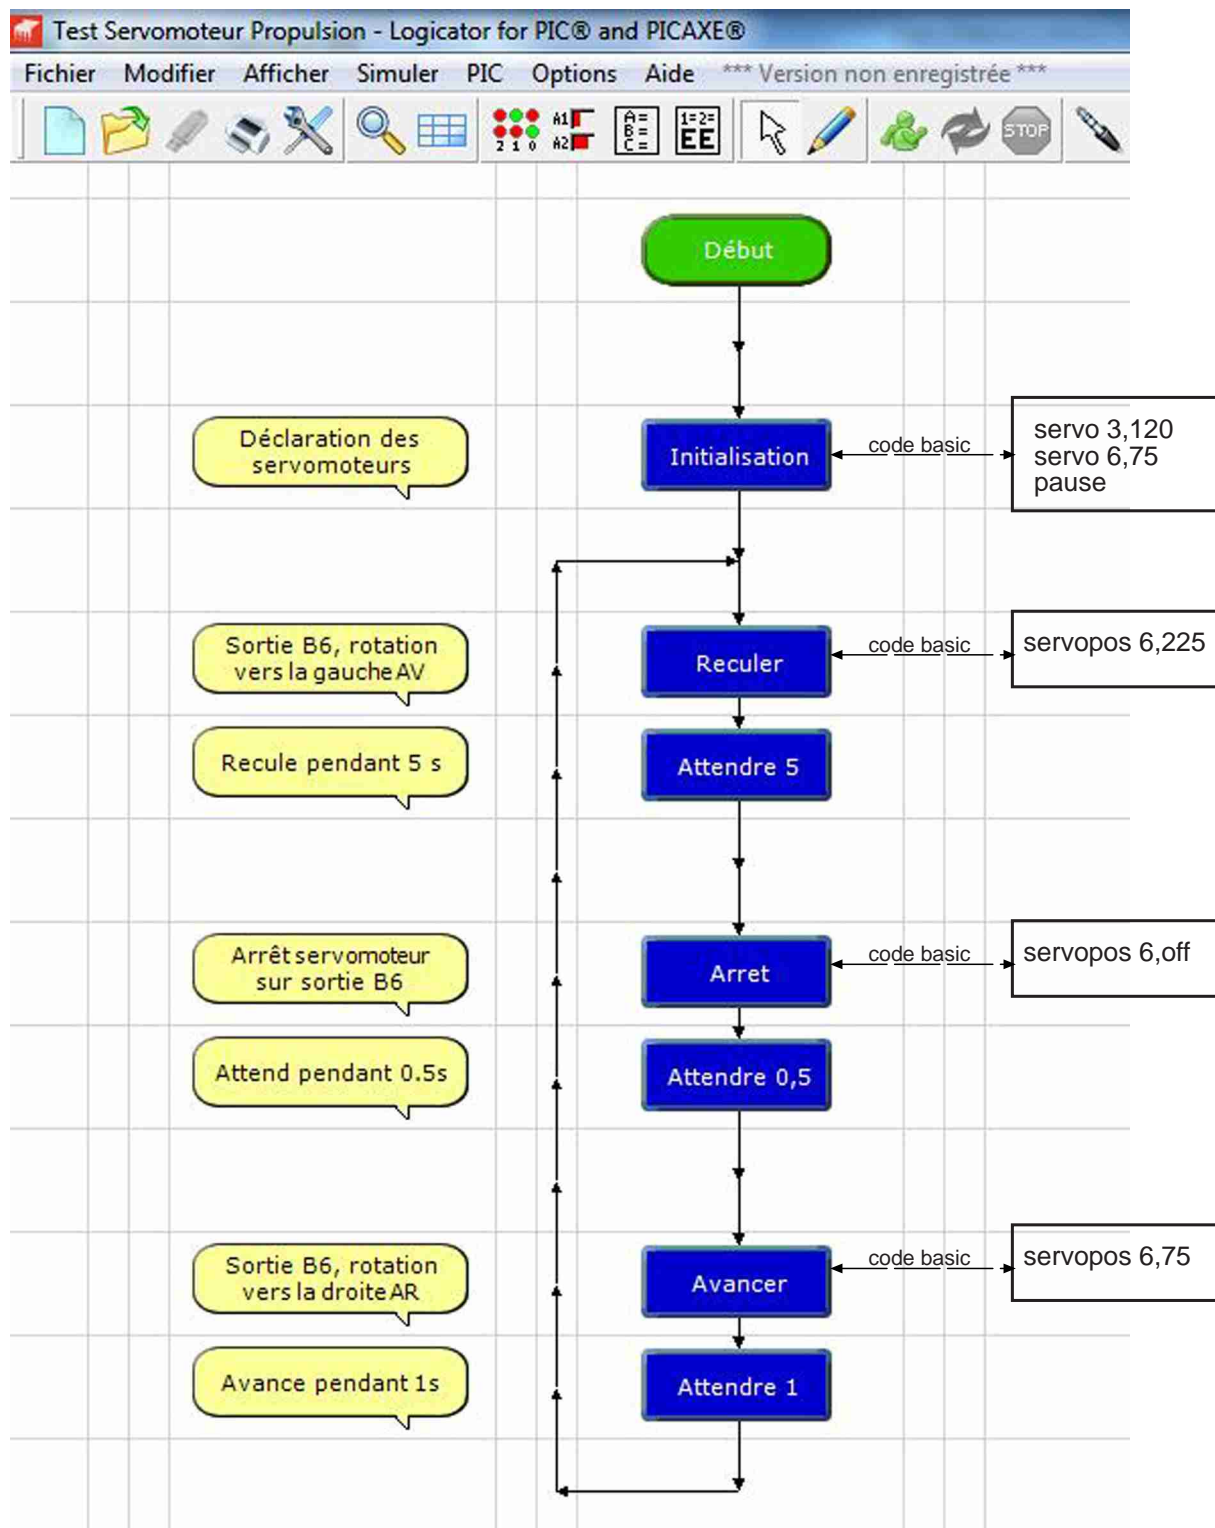 Test Servomoteur Propulsion - Logicator for PIC® and PICAXE®
Fichier Modifier Afficher Simuler PIC Options Aide *** Version non enregistrée ***
2 1 0
A1
A2
A=
B=
C=
1=2=
EE
STOP
Début
Déclaration des
servomoteurs
Initialisation
code basic
servo 3,120
servo 6,75
pause
Sortie B6, rotation
vers la gauche AV
Reculer
code basic
servopos 6,225
Recule pendant 5 s
Attendre 5
Arrêt servomoteur
sur sortie B6
Arret
code basic
servopos 6,off
Attend pendant 0.5s
Attendre 0,5
Sortie B6, rotation
vers la droite AR
Avancer
code basic
servopos 6,75
Avance pendant 1s
Attendre 1